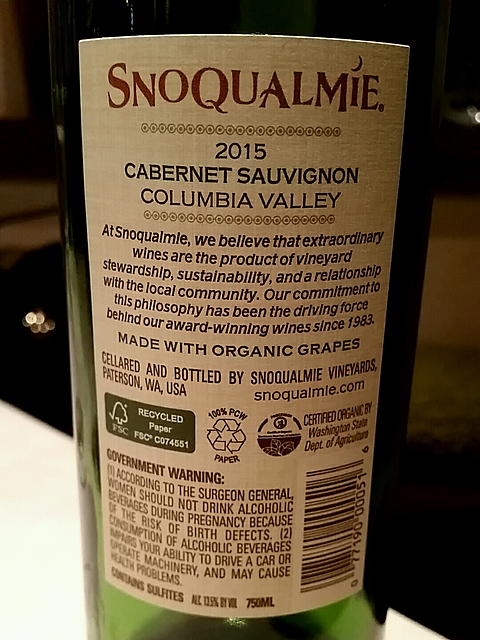 SNOQUALMIE.
2015
CABERNET SAUVIGNON
COLUMBIA VALLEY
At Snoqualmie, we believe that extraordinary
wines are the product of vineyard
stewardship, sustainability, and a relationship
with the local community. Our commitment to
this philosophy has been the driving force
behind our award-winning wines since 1983.
MADE WITH ORGANIC GRAPES
CELLARED AND BOTTLED BY SNOQUALMIE VINEYARDS,
PATERSON, WA, USA
snoqualmie.com
FSC
RECYCLED
Paper
FSC® C074551
100% PCW
PAPER
CERTIFIED ORGANIC BY
Washington State
Dept. of Agriculture
GOVERNMENT WARNING:
(1) ACCORDING TO THE SURGEON GENERAL,
WOMEN SHOULD NOT DRINK ALCOHOLIC
BEVERAGES DURING PREGNANCY BECAUSE
OF THE RISK OF BIRTH DEFECTS. (2)
CONSUMPTION OF ALCOHOLIC BEVERAGES
IMPAIRS YOUR ABILITY TO DRIVE A CAR OR
OPERATE MACHINERY, AND MAY CAUSE
HEALTH PROBLEMS.
CONTAINS SULFITES ALC 13.5% BY VOL 750ML
0 77190 00051 6